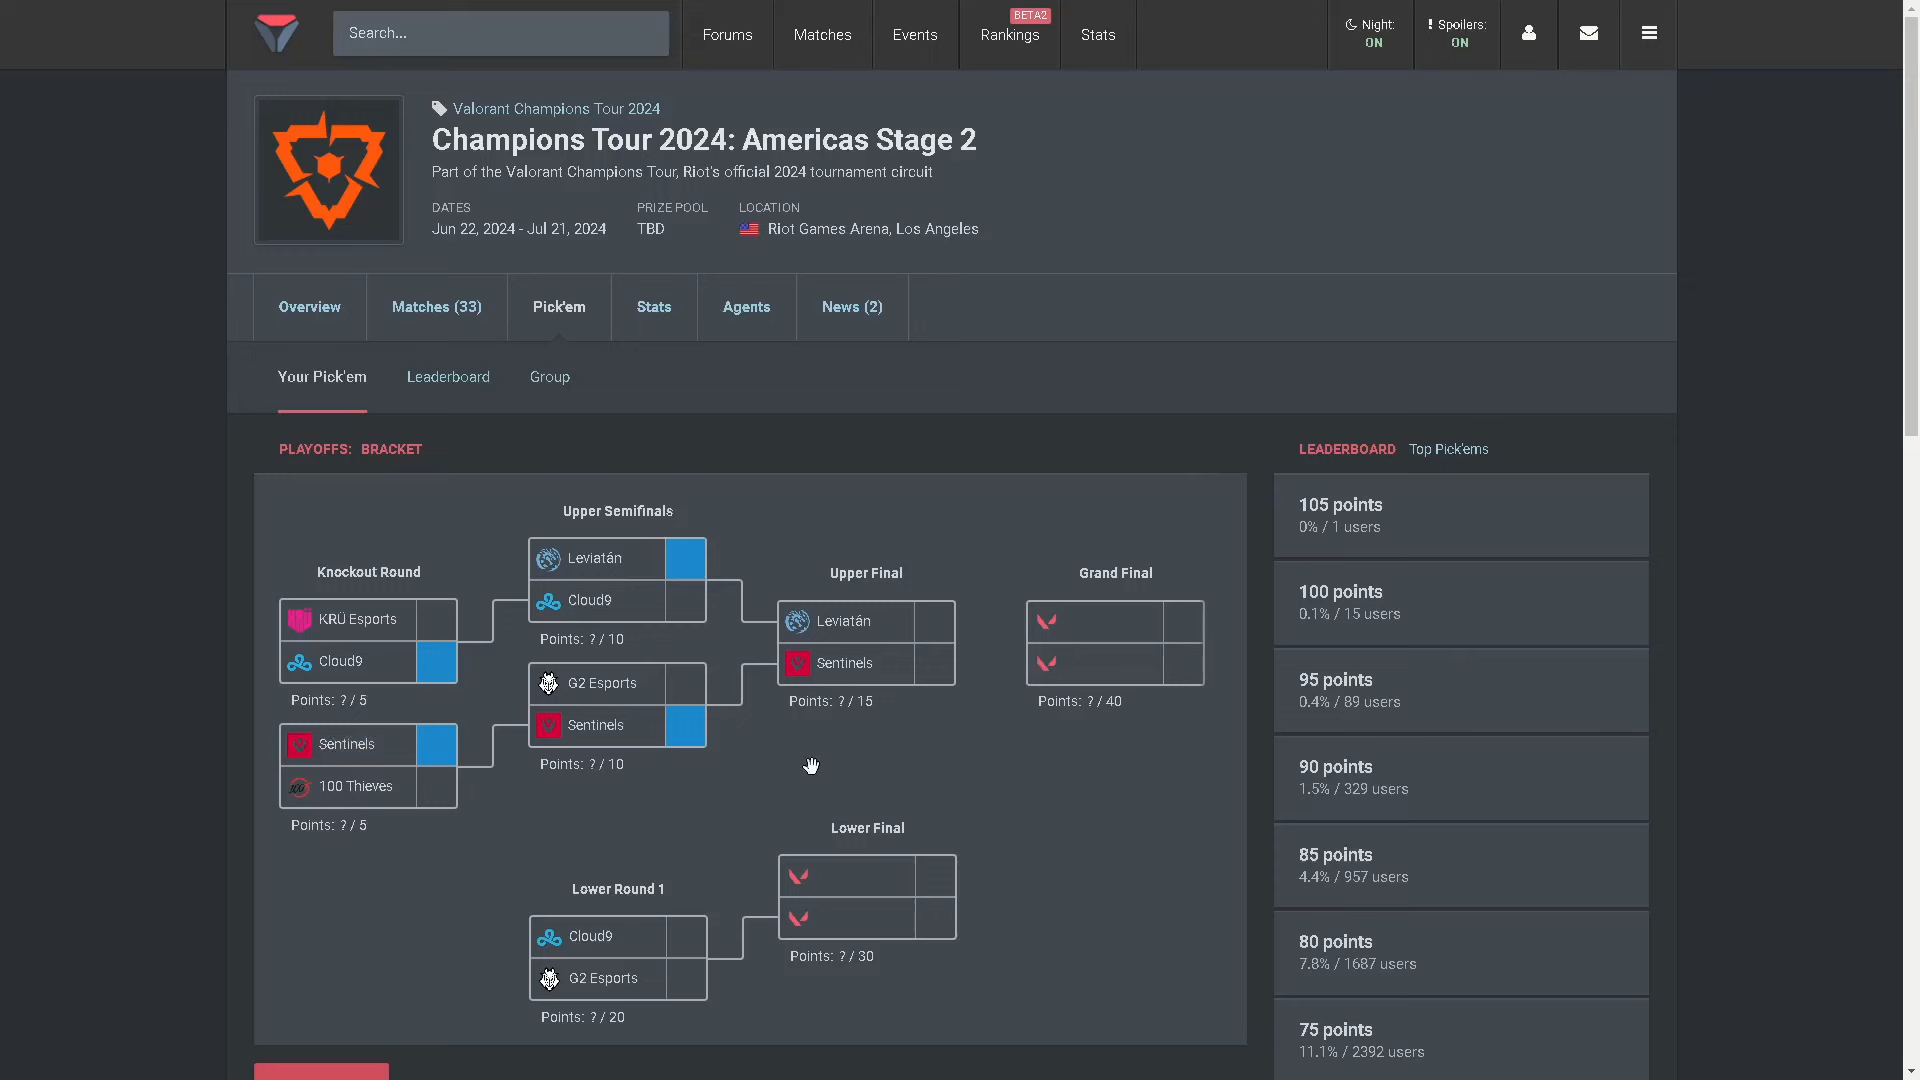 Search...
Forums
Matches
Events
BETA2
Rankings
Stats
Night:
ON
! Spoilers:
ON
Valorant Champions Tour 2024
Champions Tour 2024: Americas Stage 2
Part of the Valorant Champions Tour, Riot's official 2024 tournament circuit
DATES
Jun 22, 2024 - Jul 21, 2024
PRIZE POOL
TBD
LOCATION
Riot Games Arena, Los Angeles
Overview
Matches (33)
Pick'em
Stats
Agents
News (2)
Your Pick'em
Leaderboard
Group
PLAYOFFS: BRACKET
Knockout Round
KRÜ Esports
Cloud9
Points: ? / 5
Sentinels
100 Thieves
Points: ? / 5
Upper Semifinals
Leviatán
Cloud9
Points: ? / 10
G2 Esports
Sentinels
Points: ? / 10
Upper Final
Leviatán
Sentinels
Points: ? / 15
Grand Final
Points: ? / 40
Lower Round 1
Cloud9
G2 Esports
Points: ? / 20
Lower Final
Points: ? / 30
LEADERBOARD Top Pick'ems
105 points
0% / 1 users
100 points
0.1% / 15 users
95 points
0.4% / 89 users
90 points
1.5% / 329 users
85 points
4.4% / 957 users
80 points
7.8% / 1687 users
75 points
11.1% / 2392 users